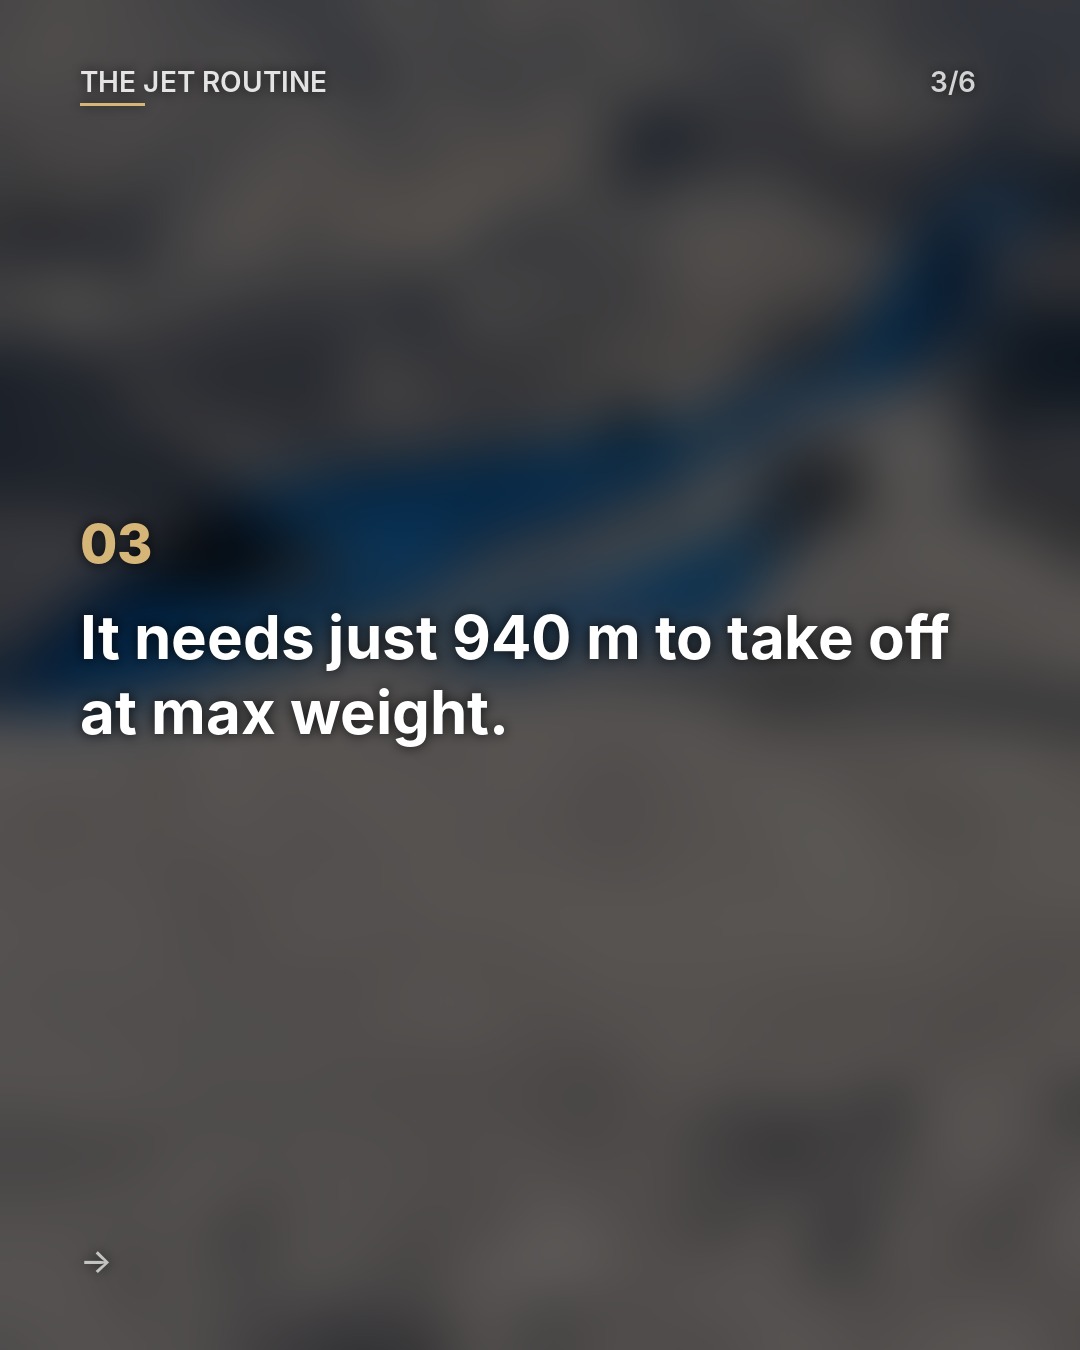 THE JET ROUTINE
3/6
03
It needs just 940 m to take off
at max weight.
→